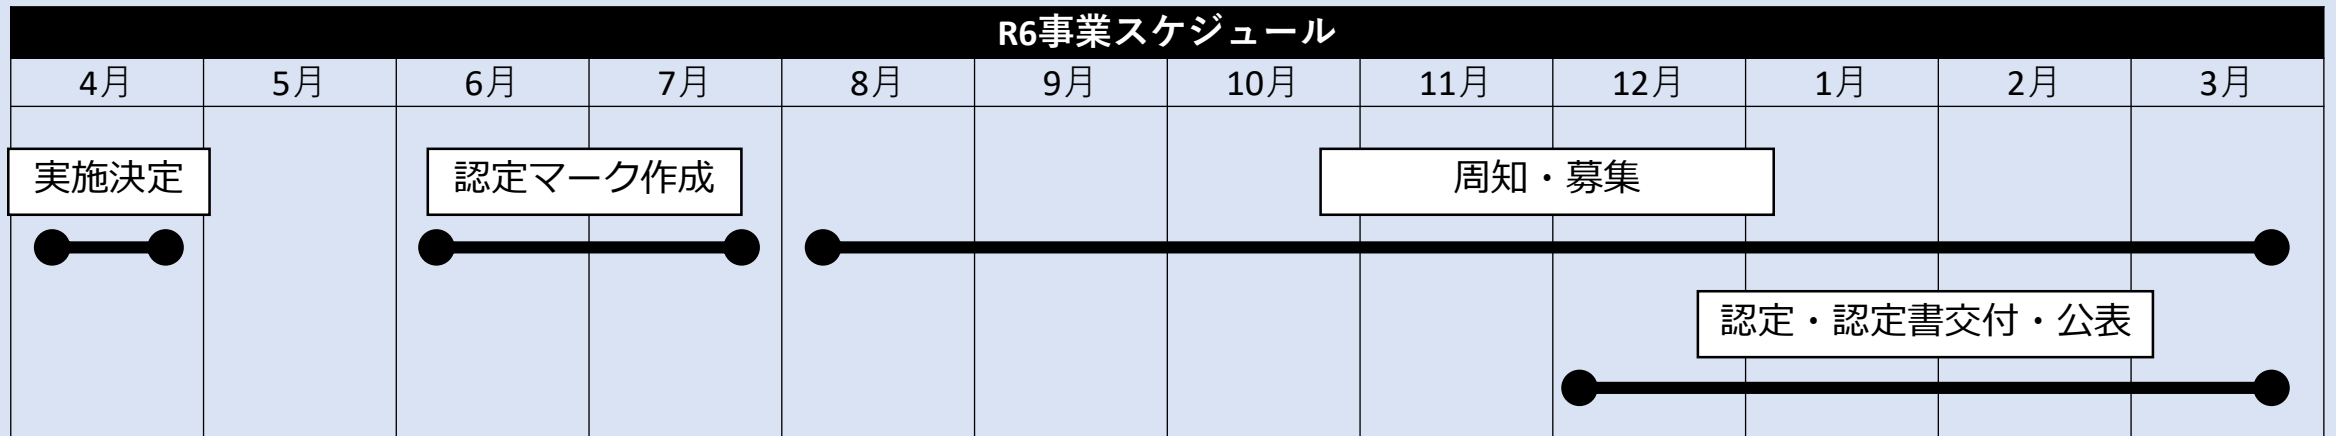 R6事業スケジュール
4月 5月 6月 7月 8月 9月 10月 11月 12月 1月 2月 3月
実施決定 認定マーク作成 周知・募集
認定・認定書交付・公表